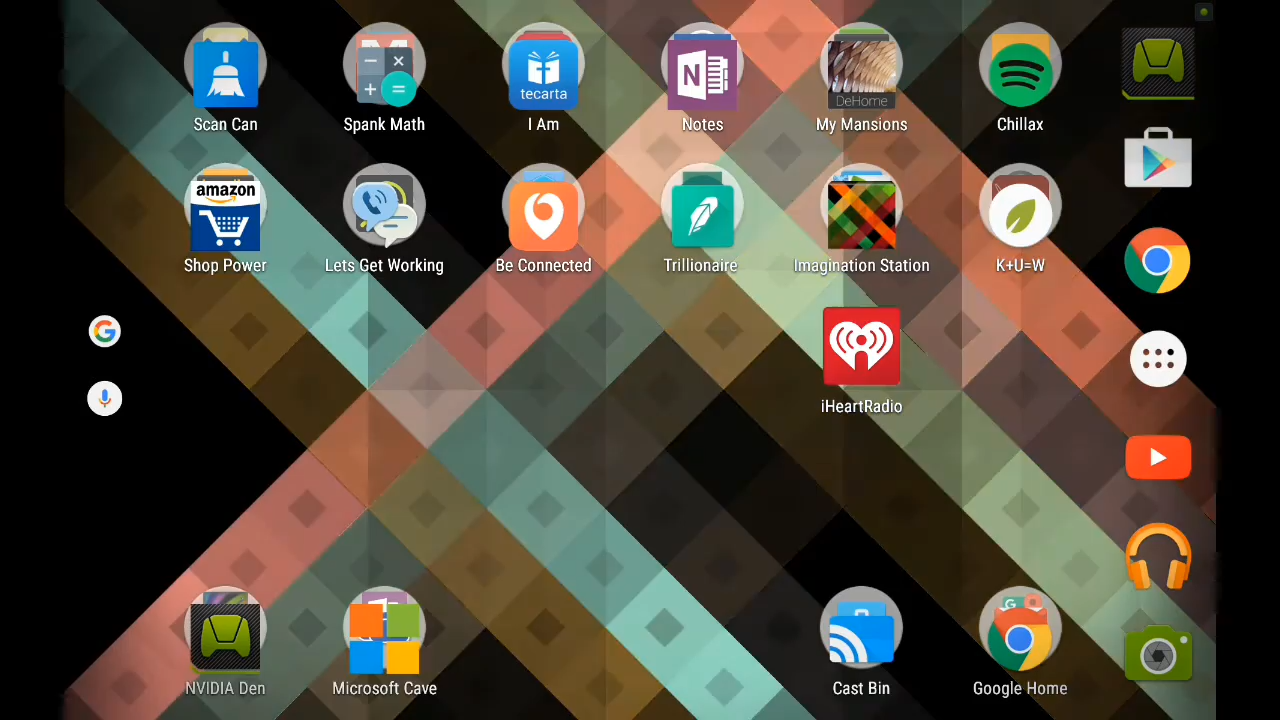 tecarta
DeHome
Scan Can
Spank Math
I Am
Notes
My Mansions
Chillax
amazon
Shop Power
Lets Get Working
Be Connected
Trillionaire
Imagination Station
K+U=W
iHeartRadio
NVIDIA Den
Microsoft Cave
Cast Bin
Google Home